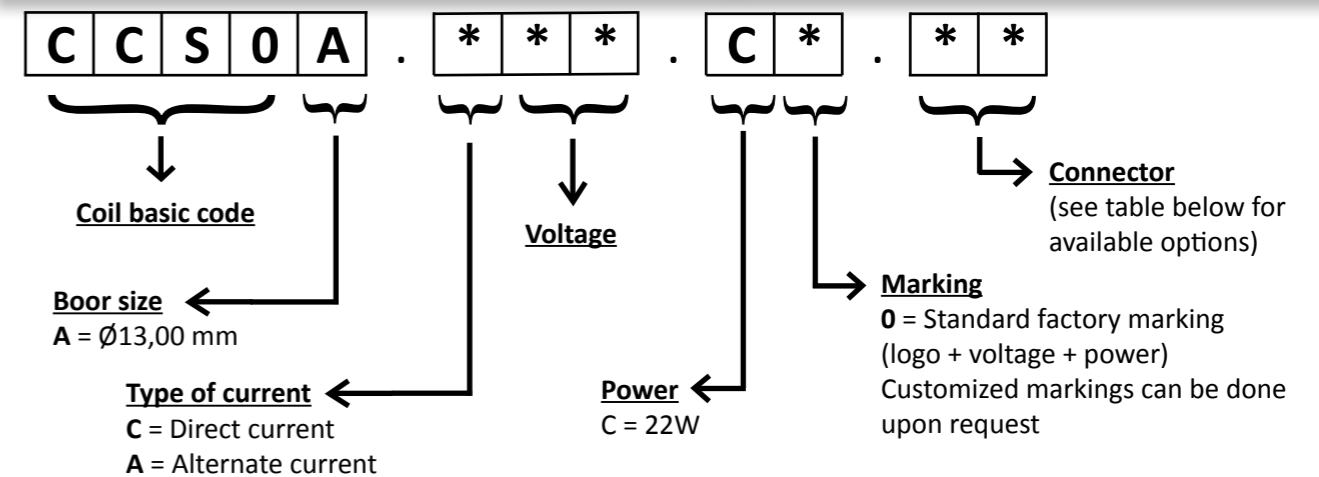 C C S 0 A . * * * . C * . * *
Coil basic code
Voltage
Connector
(see table below for
available options)
Boor size
A = Ø13,00 mm
Marking
0 = Standard factory marking
(logo + voltage + power)
Customized markings can be done
upon request
Type of current
C = Direct current
A = Alternate current
Power
C = 22W